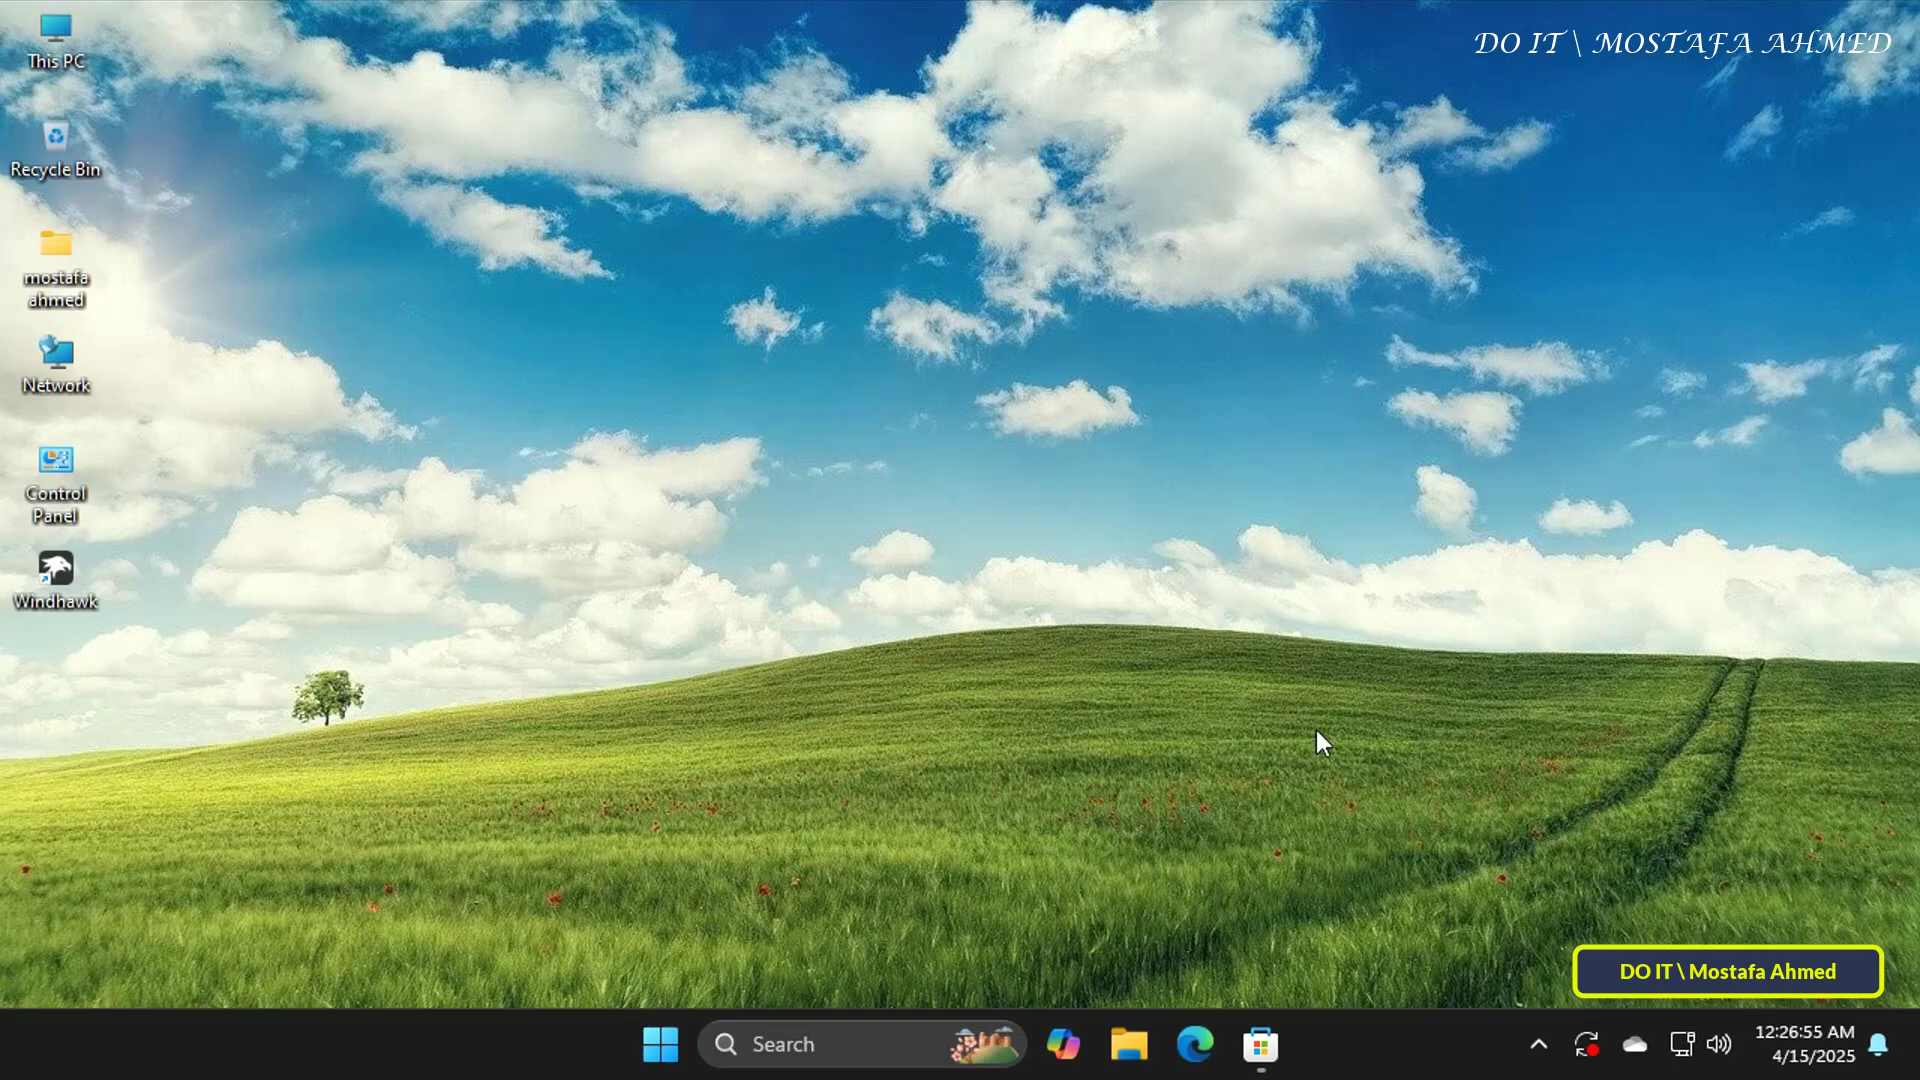 This PC
Recycle Bin
mostafa
ahmed
Network
Control
Panel
Windhawk
DO IT \ MOSTAFA AHMED
DO IT \ Mostafa Ahmed
Search
12:26:55 AM
4/15/2025